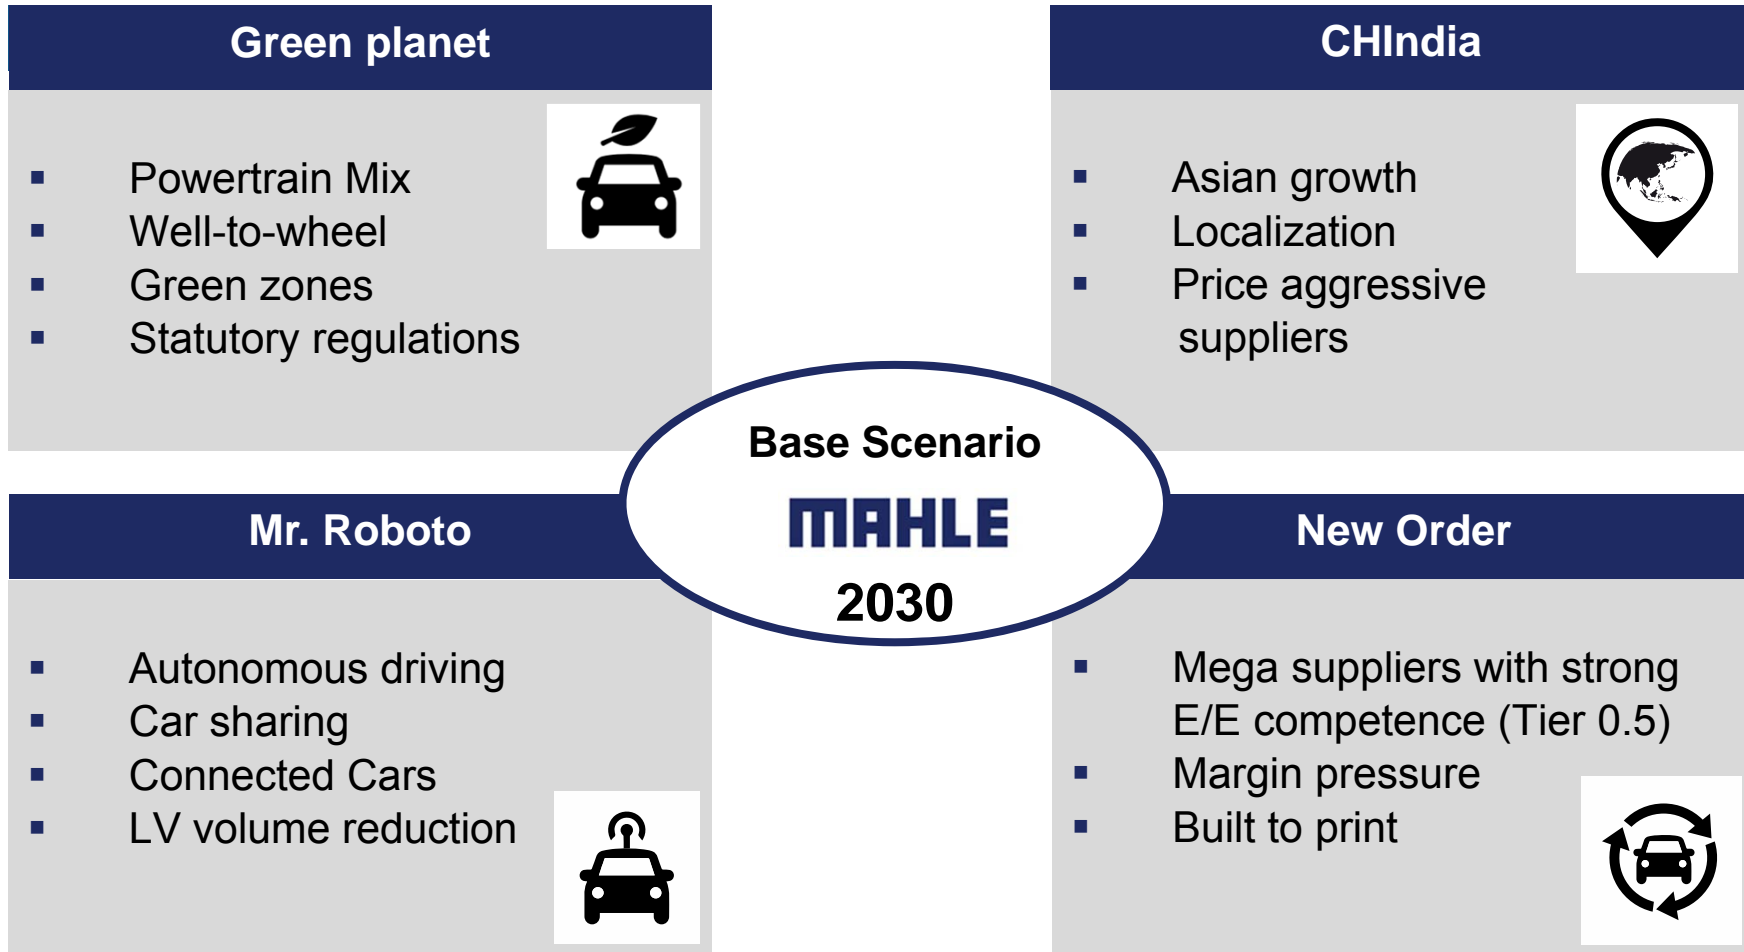 Green planet
▪ Powertrain Mix
▪ Well-to-wheel
▪ Green zones
▪ Statutory regulations
CHIndia
▪ Asian growth
▪ Localization
▪ Price aggressive
suppliers
Base Scenario
MAHLE
2030
Mr. Roboto
▪ Autonomous driving
▪ Car sharing
▪ Connected Cars
▪ LV volume reduction
New Order
▪ Mega suppliers with strong
E/E competence (Tier 0.5)
▪ Margin pressure
▪ Built to print